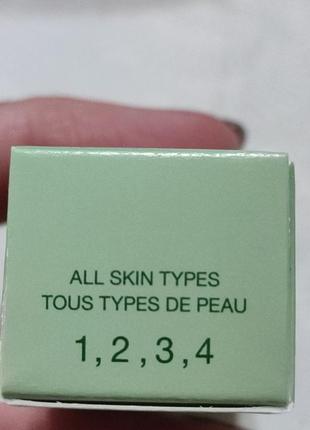 ALL SKIN TYPES
TOUS TYPES DE PEAU
1, 2, 3, 4